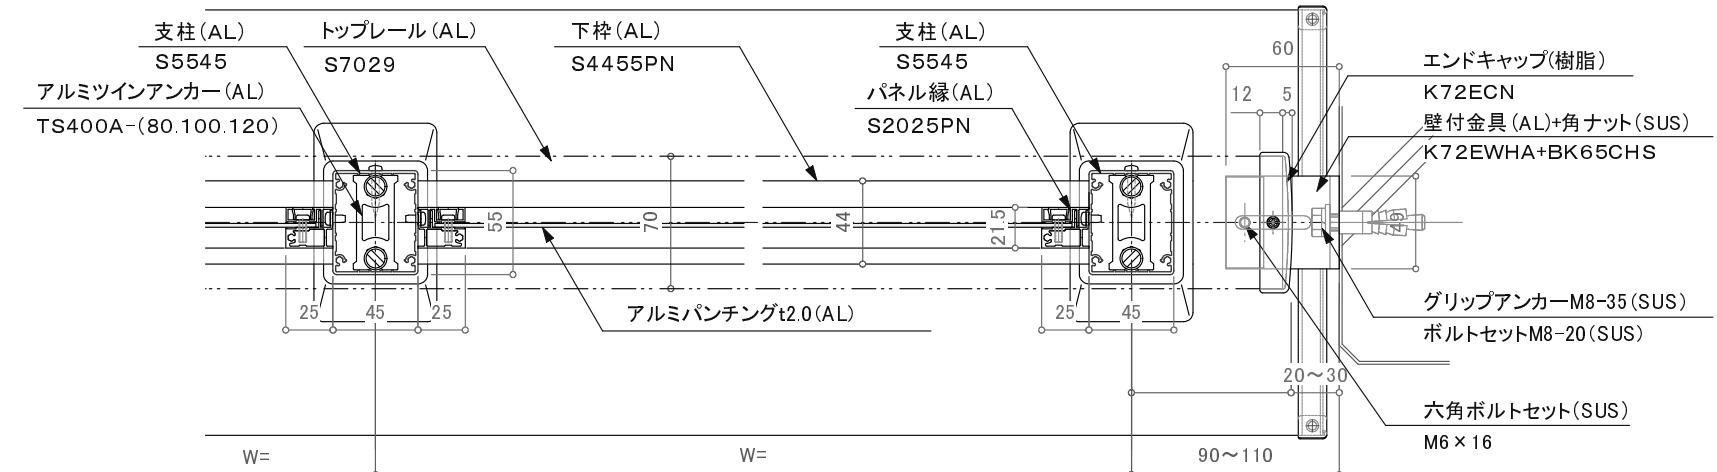 支柱(AL)
S5545
トップレール(AL)
S7029
下枠(AL)
S4455PN
支柱(AL)
S5545
アルミツインアンカー(AL)
TS400A-(80.100.120)
パネル縁(AL)
S2025PN
60
12
5
エンドキャップ(樹脂)
K72ECN
壁付金具(AL)+角ナット(SUS)
K72EWHA+BK65CHS
55
70
44
21.5
49
25
45
25
アルミパンチングt2.0(AL)
25
45
グリップアンカーM8-35(SUS)
ボルトセットM8-20(SUS)
20～30
六角ボルトセット(SUS)
M6×16
W=
W=
90～110